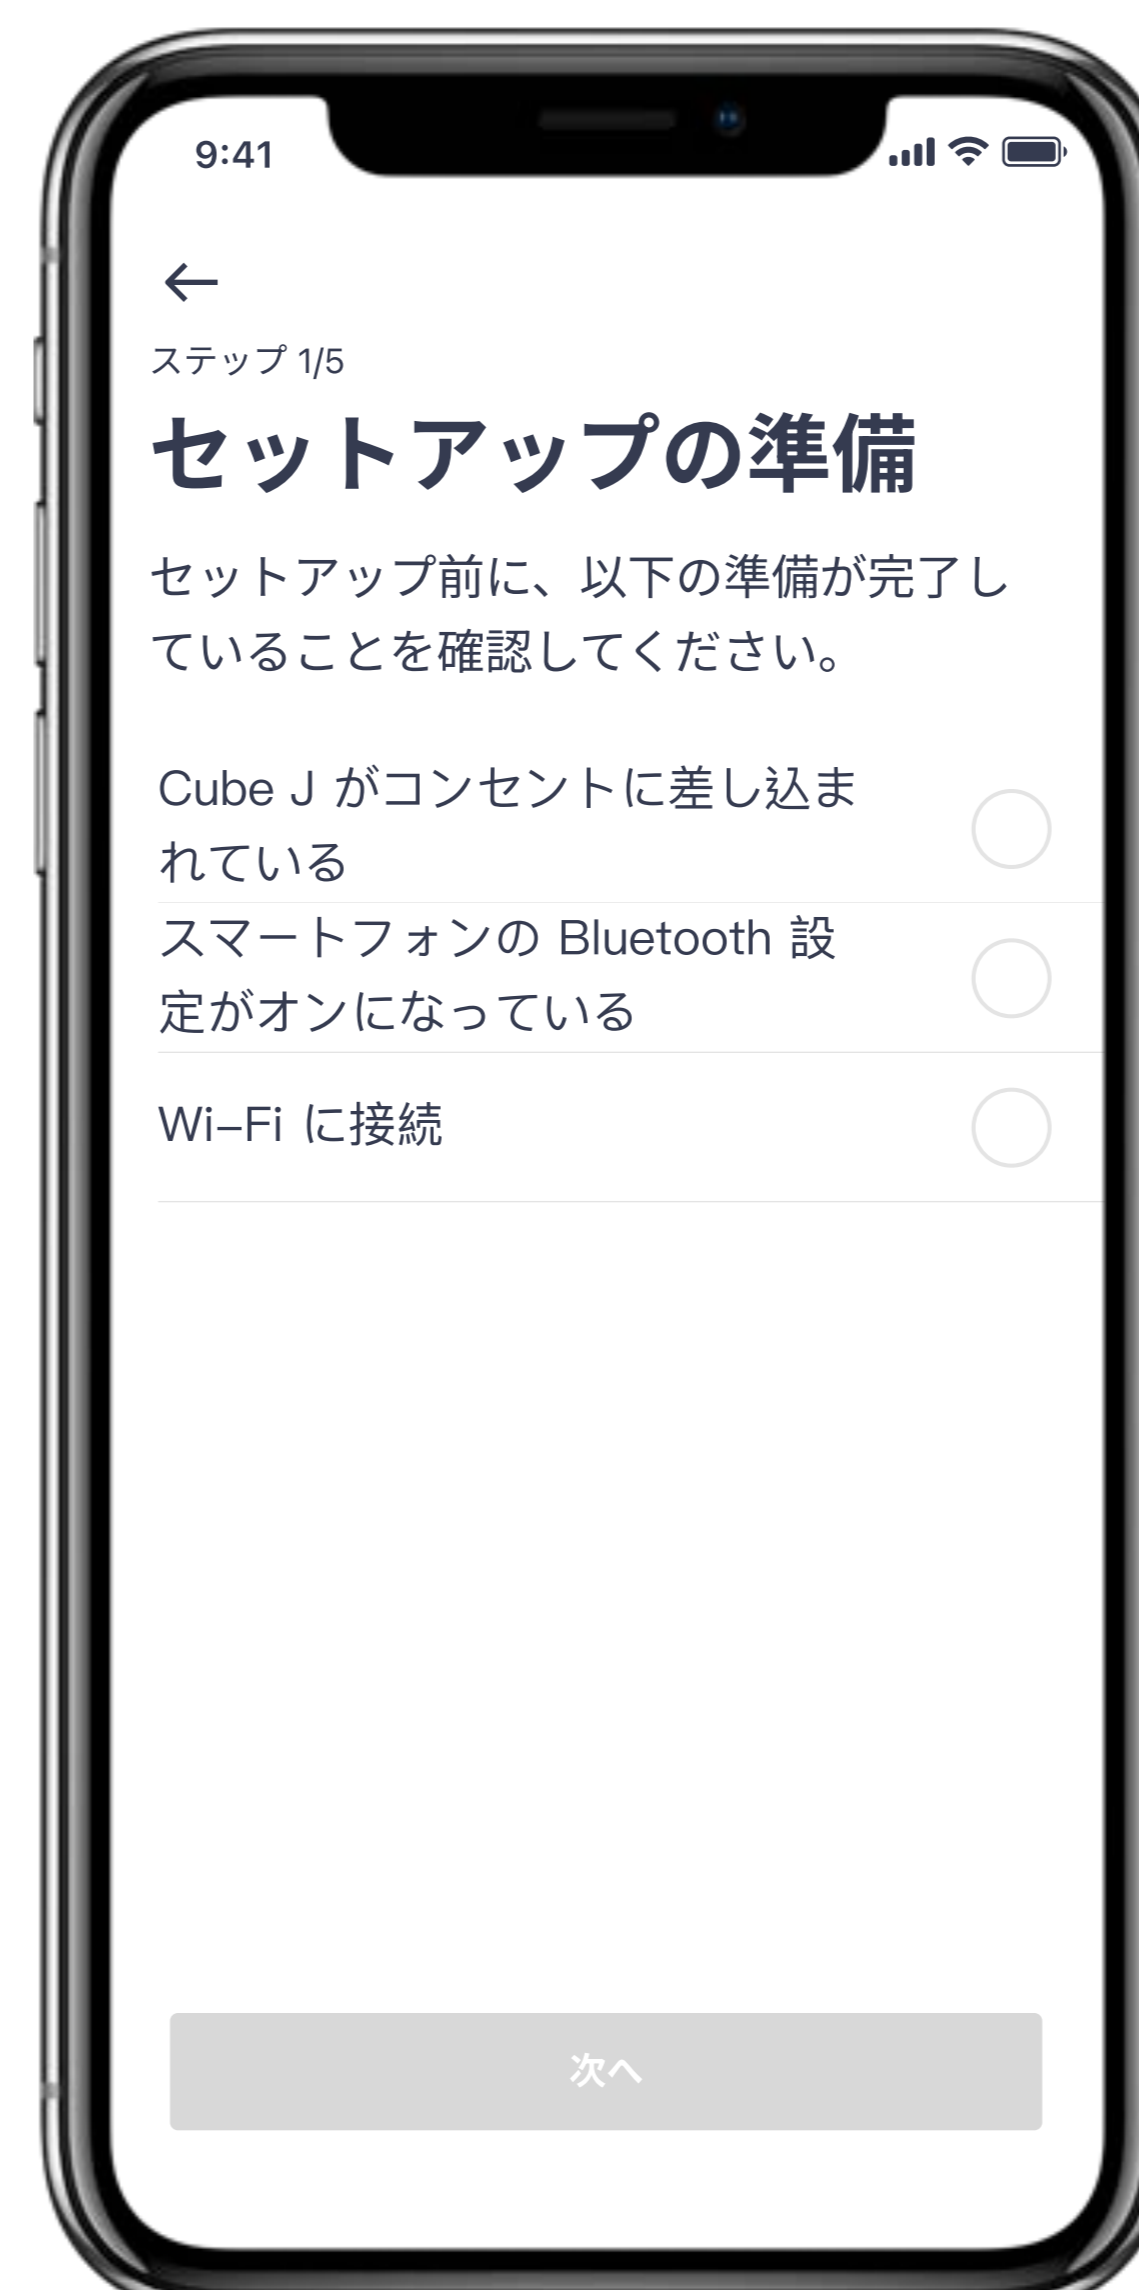 9:41
ステップ 1/5
セットアップの準備
セットアップ前に、以下の準備が完了し
ていることを確認してください。
Cube J がコンセントに差し込ま
れている
スマートフォンの Bluetooth 設
定がオンになっている
Wi-Fi に接続
次へ